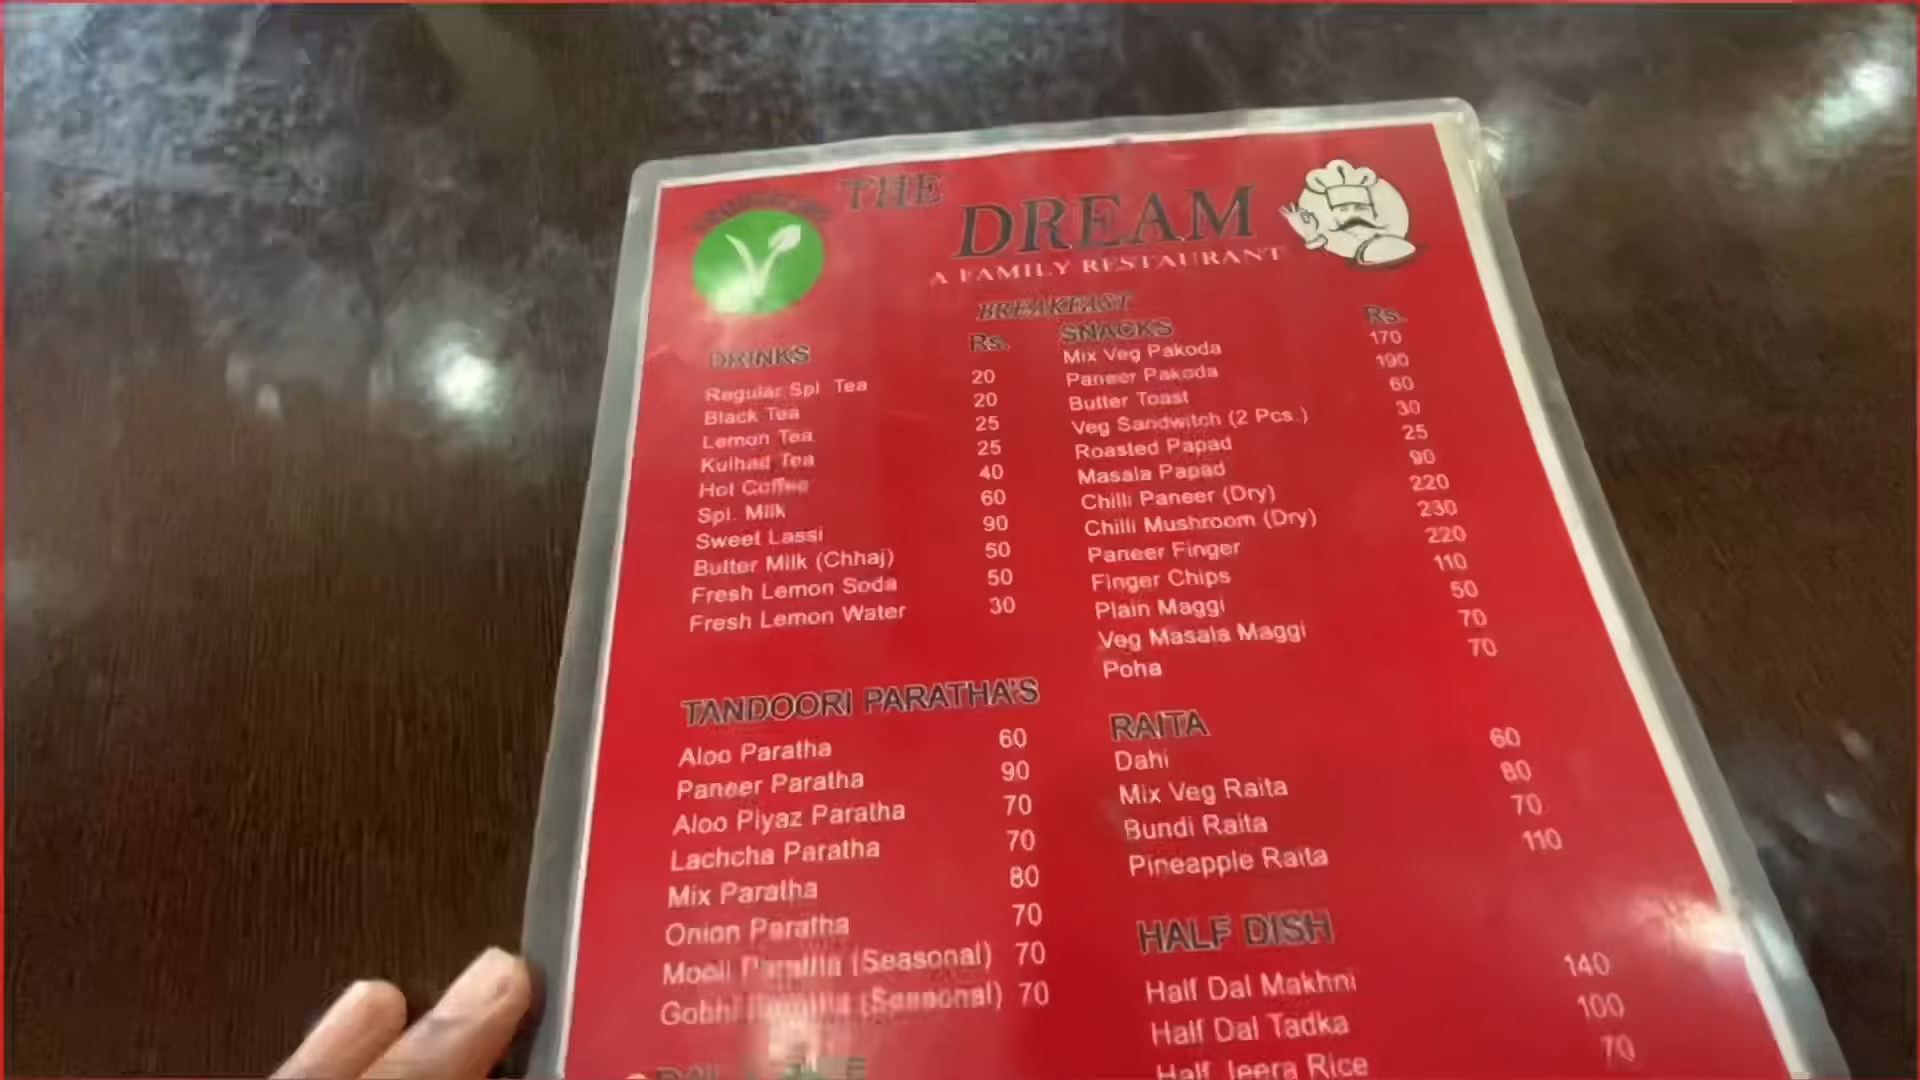 THE
DREAM
A FAMILY RESTAURANT
BREAKFAST
DRINKS Rs.
Regular Spl. Tea 20
Black Tea 20
Lemon Tea 25
Kulhad Tea 25
Hot Coffee 40
Spl. Milk 60
Sweet Lassi 90
Butter Milk (Chhaj) 50
Fresh Lemon Soda 50
Fresh Lemon Water 30
TANDOORI PARATHA'S
Aloo Paratha 60
Paneer Paratha 90
Aloo Piyaz Paratha 70
Lachcha Paratha 70
Mix Paratha 80
Onion Paratha 70
Mooli Paratha (Seasonal) 70
Gobhi Paratha (Seasonal) 70
SNACKS Rs.
Mix Veg Pakoda 170
Paneer Pakoda 190
Butter Toast 60
Veg Sandwitch (2 Pcs.) 30
Roasted Papad 25
Masala Papad 90
Chilli Paneer (Dry) 220
Chilli Mushroom (Dry) 230
Paneer Finger 220
Finger Chips 110
Plain Maggi 50
Veg Masala Maggi 70
Poha 70
RAITA
Dahi 60
Mix Veg Raita 80
Bundi Raita 70
Pineapple Raita 110
HALF DISH
Half Dal Makhni 140
Half Dal Tadka 100
Half Jeera Rice 70